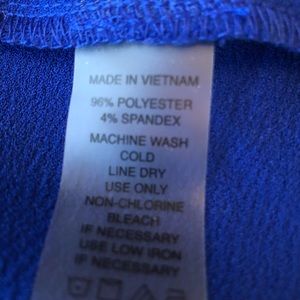 MADE IN VIETNAM
96% POLYESTER
4% SPANDEX
MACHINE WASH
COLD
LINE DRY
USE ONLY
NON-CHLORINE
BLEACH
IF NECESSARY
USE LOW IRON
IF NECESSARY